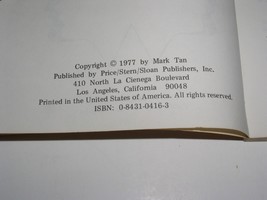 Copyright © 1977 by Mark Tan
Published by Price/Stern/Sloan Publishers, Inc.
410 North La Cienega Boulevard
Los Angeles, California 90048
Printed in the United States of America. All rights reserved.
ISBN: 0-8431-0416-3